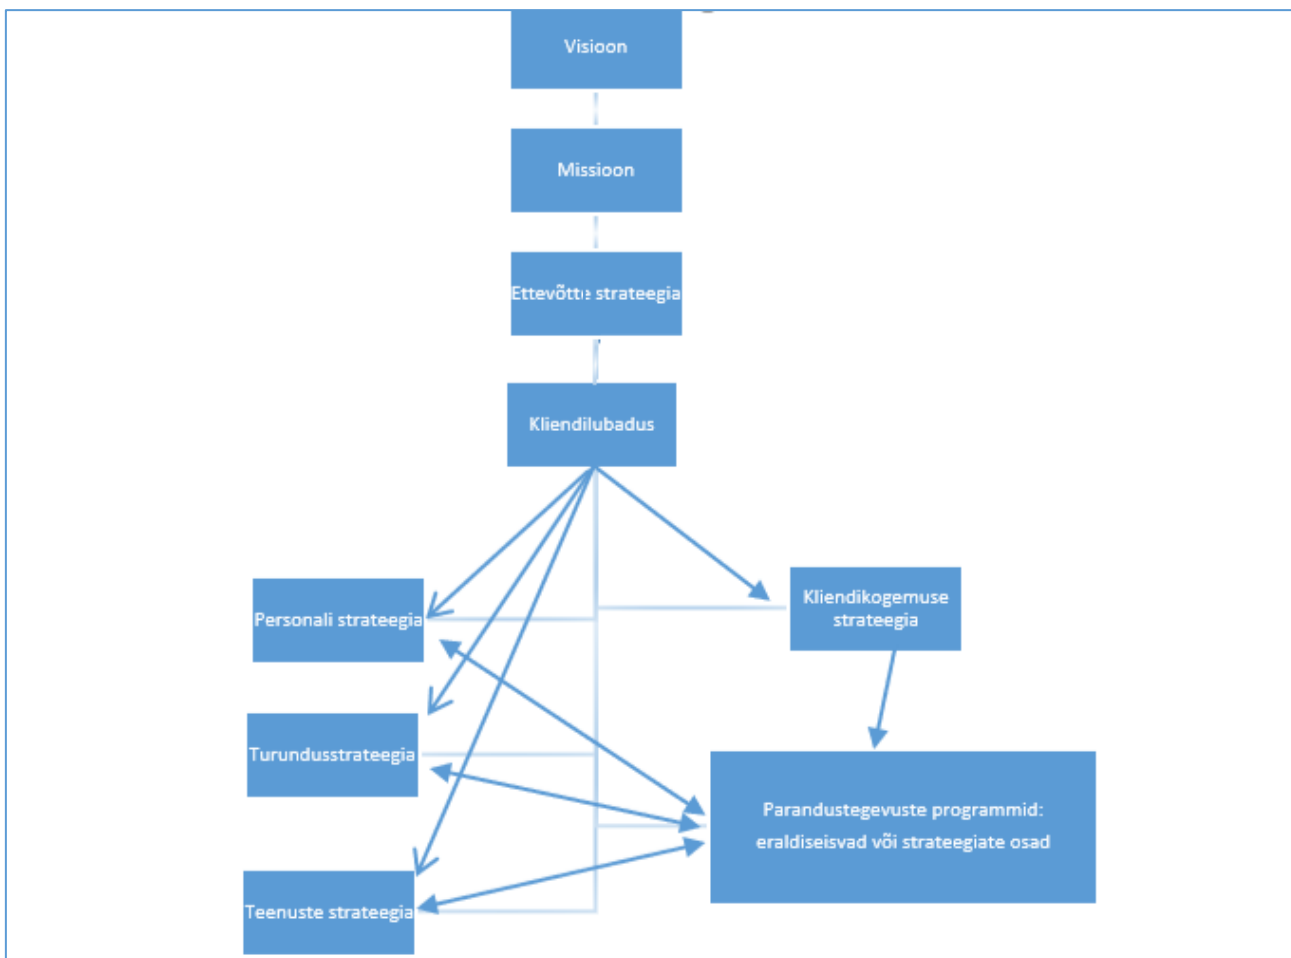 Visioon
Missioon
Ettevõtte strateegia
Kliendilubadus
Personali strateegia
Kliendikogemuse
strateegia
Turundusstrateegia
Parandustegevuste programmid:
eraldiseisvad või strateegiate osad
Teenuste strateegia